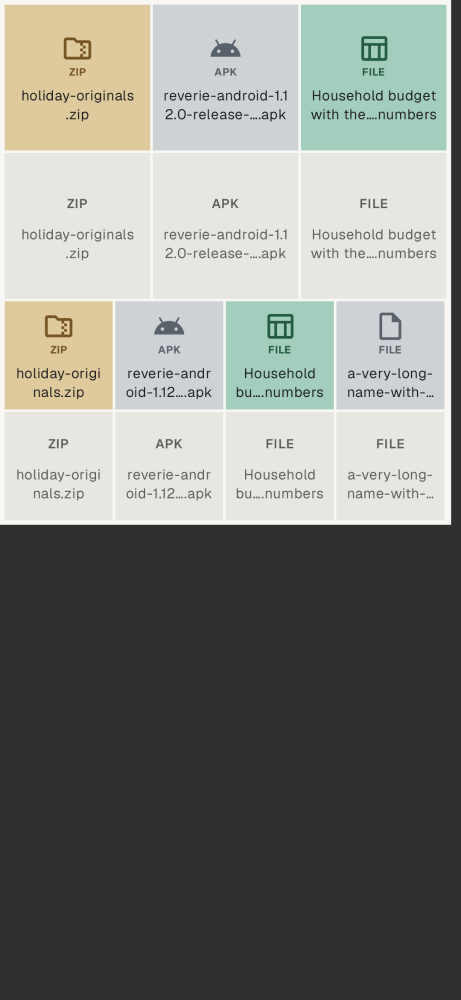 ZIP
holiday-originals
.zip
APK
reverie-android-1.1
2.0-release-….apk
FILE
Household budget
with the….numbers
ZIP
holiday-originals
.zip
APK
reverie-android-1.1
2.0-release-….apk
FILE
Household budget
with the….numbers
ZIP
holiday-origi
nals.zip
APK
reverie-andr
oid-1.12….apk
FILE
Household
bu….numbers
FILE
a-very-long-
name-with-…
ZIP
holiday-origi
nals.zip
APK
reverie-andr
oid-1.12….apk
FILE
Household
bu….numbers
FILE
a-very-long-
name-with-…